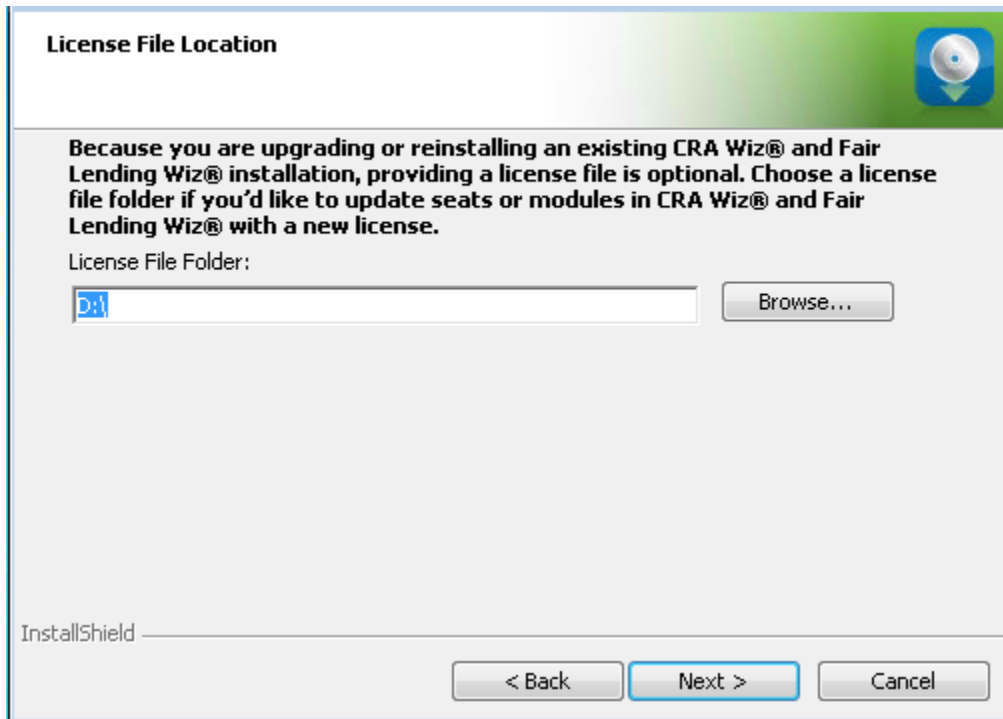 License File Location
Because you are upgrading or reinstalling an existing CRA Wiz® and Fair
Lending Wiz® installation, providing a license file is optional. Choose a license
file folder if you'd like to update seats or modules in CRA Wiz® and Fair
Lending Wiz® with a new license.
License File Folder:
D:\
Browse...
InstallShield
< Back
Next >
Cancel